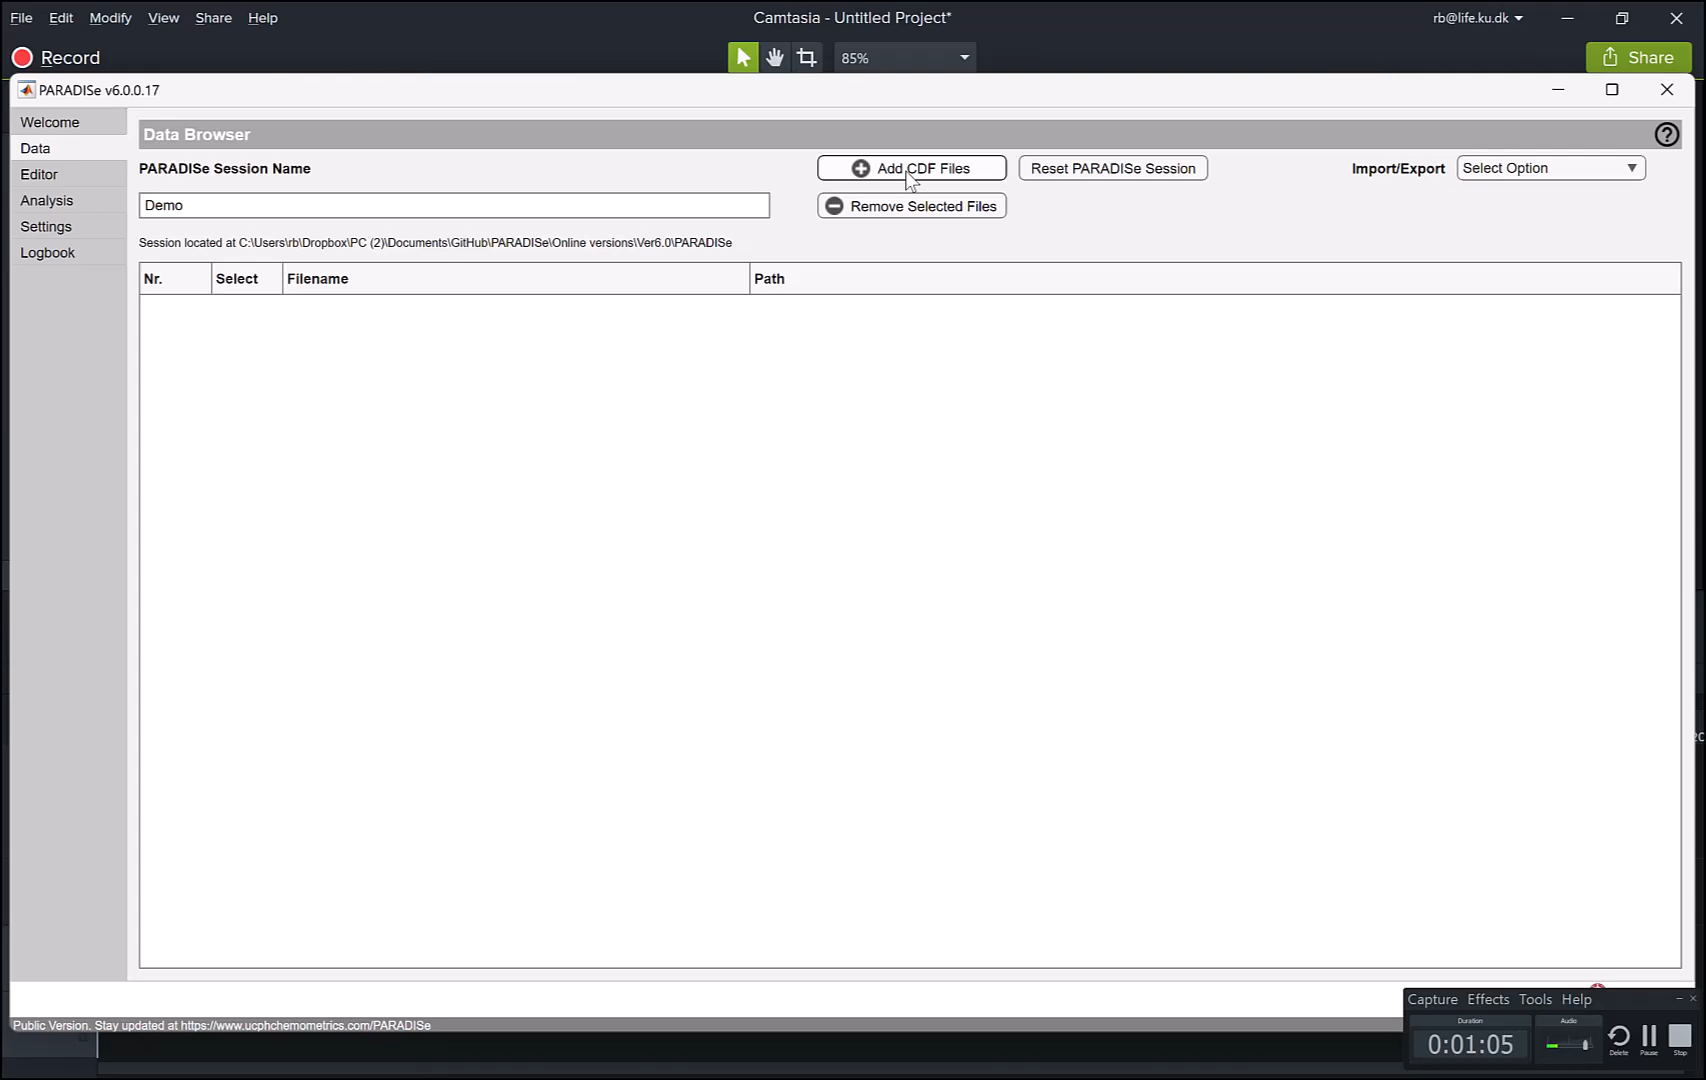 File Edit Modify View Share Help
Camtasia - Untitled Project*
rb@life.ku.dk
Record
85%
Share
PARADISe v6.0.0.17
Welcome
Data
Editor
Analysis
Settings
Logbook
Data Browser
PARADISe Session Name
Add CDF Files
Reset PARADISe Session
Import/Export
Select Option
Demo
Remove Selected Files
Session located at C:\Users\rb\Dropbox\PC (2)\Documents\GitHub\PARADISe\Online versions\Ver6.0\PARADISe
Nr. Select Filename Path
Public Version. Stay updated at https://www.ucphchemometrics.com/PARADISe
Capture Effects Tools Help
Duration
Audio
0:01:05
Delete
Pause
Stop